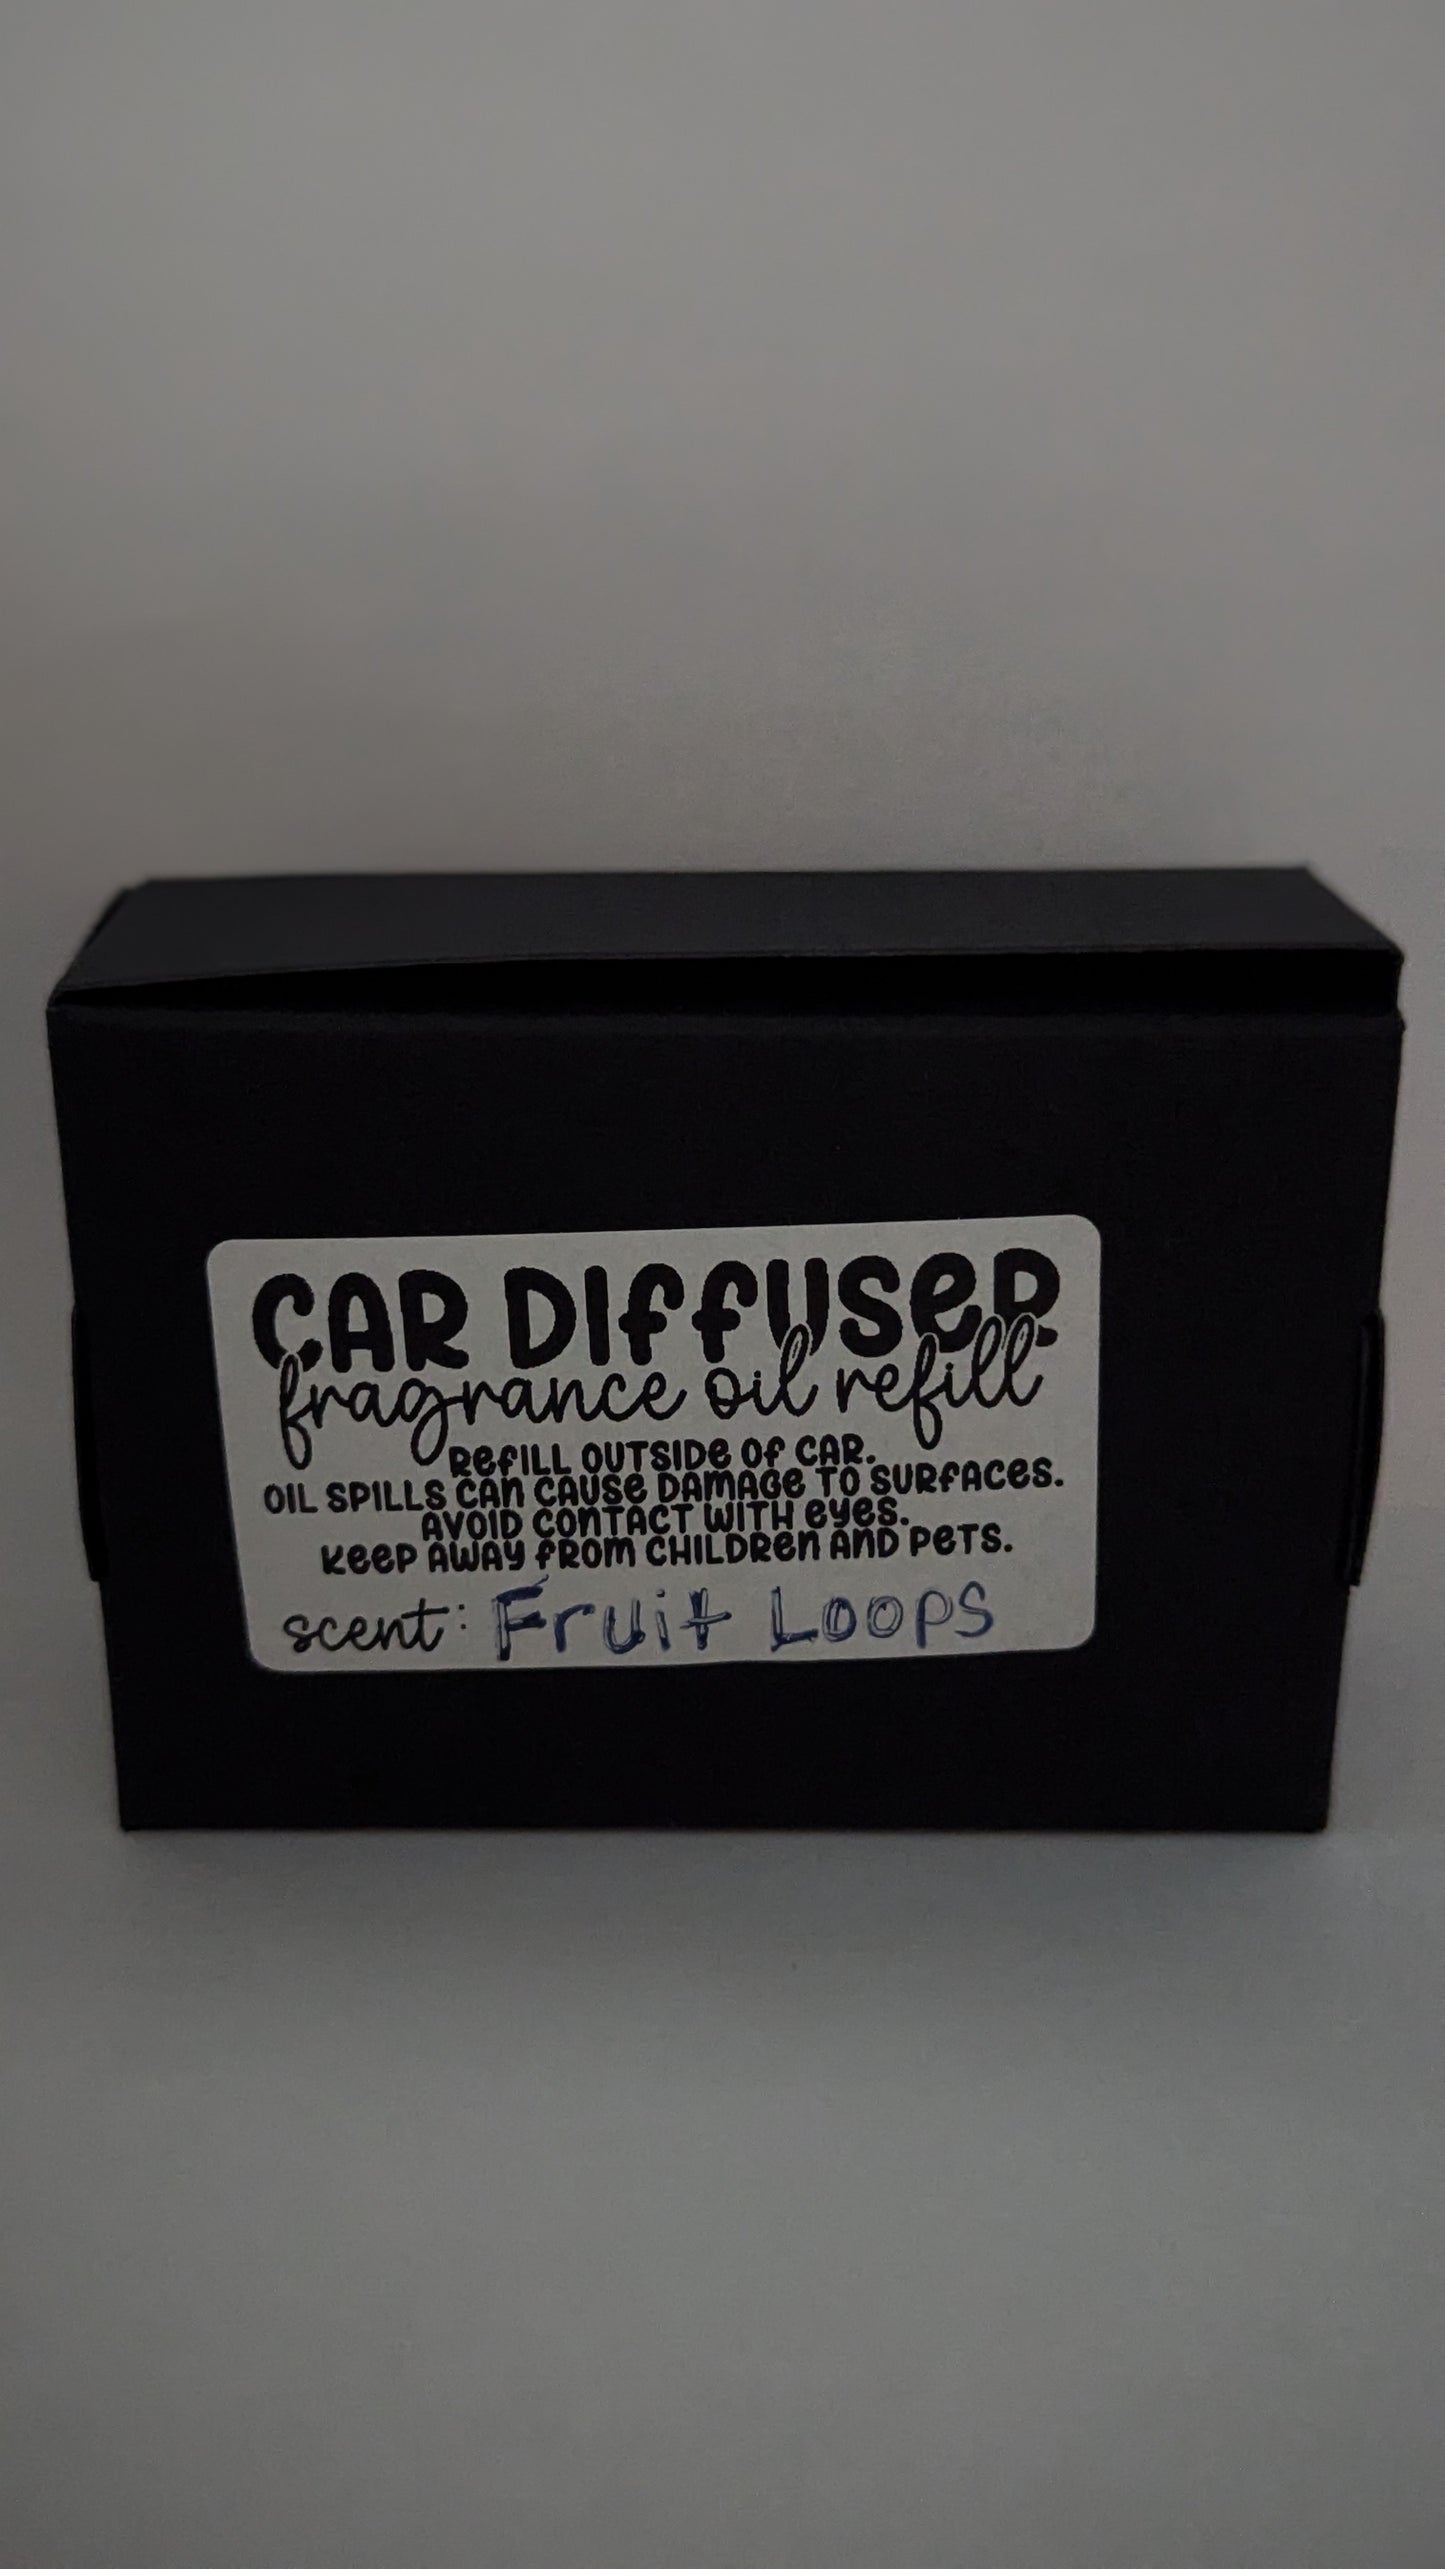 CAR DIFFUSER
fragrance oil refill
REFILL OUTSIDE OF CAR.
OIL SPILLS CAN CAUSE DAMAGE TO SURFACES.
AVOID CONTACT WITH EYES.
KEEP AWAY FROM CHILDREN AND PETS.
scent: Fruit Loops